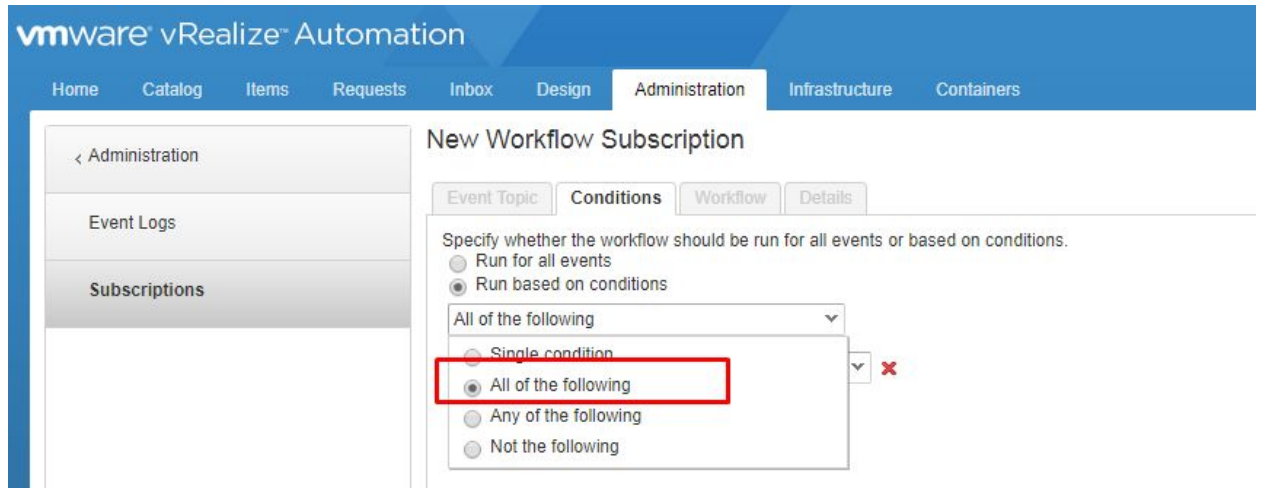 vmware® vRealize™ Automation
Home Catalog Items Requests Inbox Design Administration Infrastructure Containers
< Administration
Event Logs
Subscriptions
New Workflow Subscription
Event Topic Conditions Workflow Details
Specify whether the workflow should be run for all events or based on conditions.
Run for all events
Run based on conditions
All of the following
Single condition
All of the following
Any of the following
Not the following